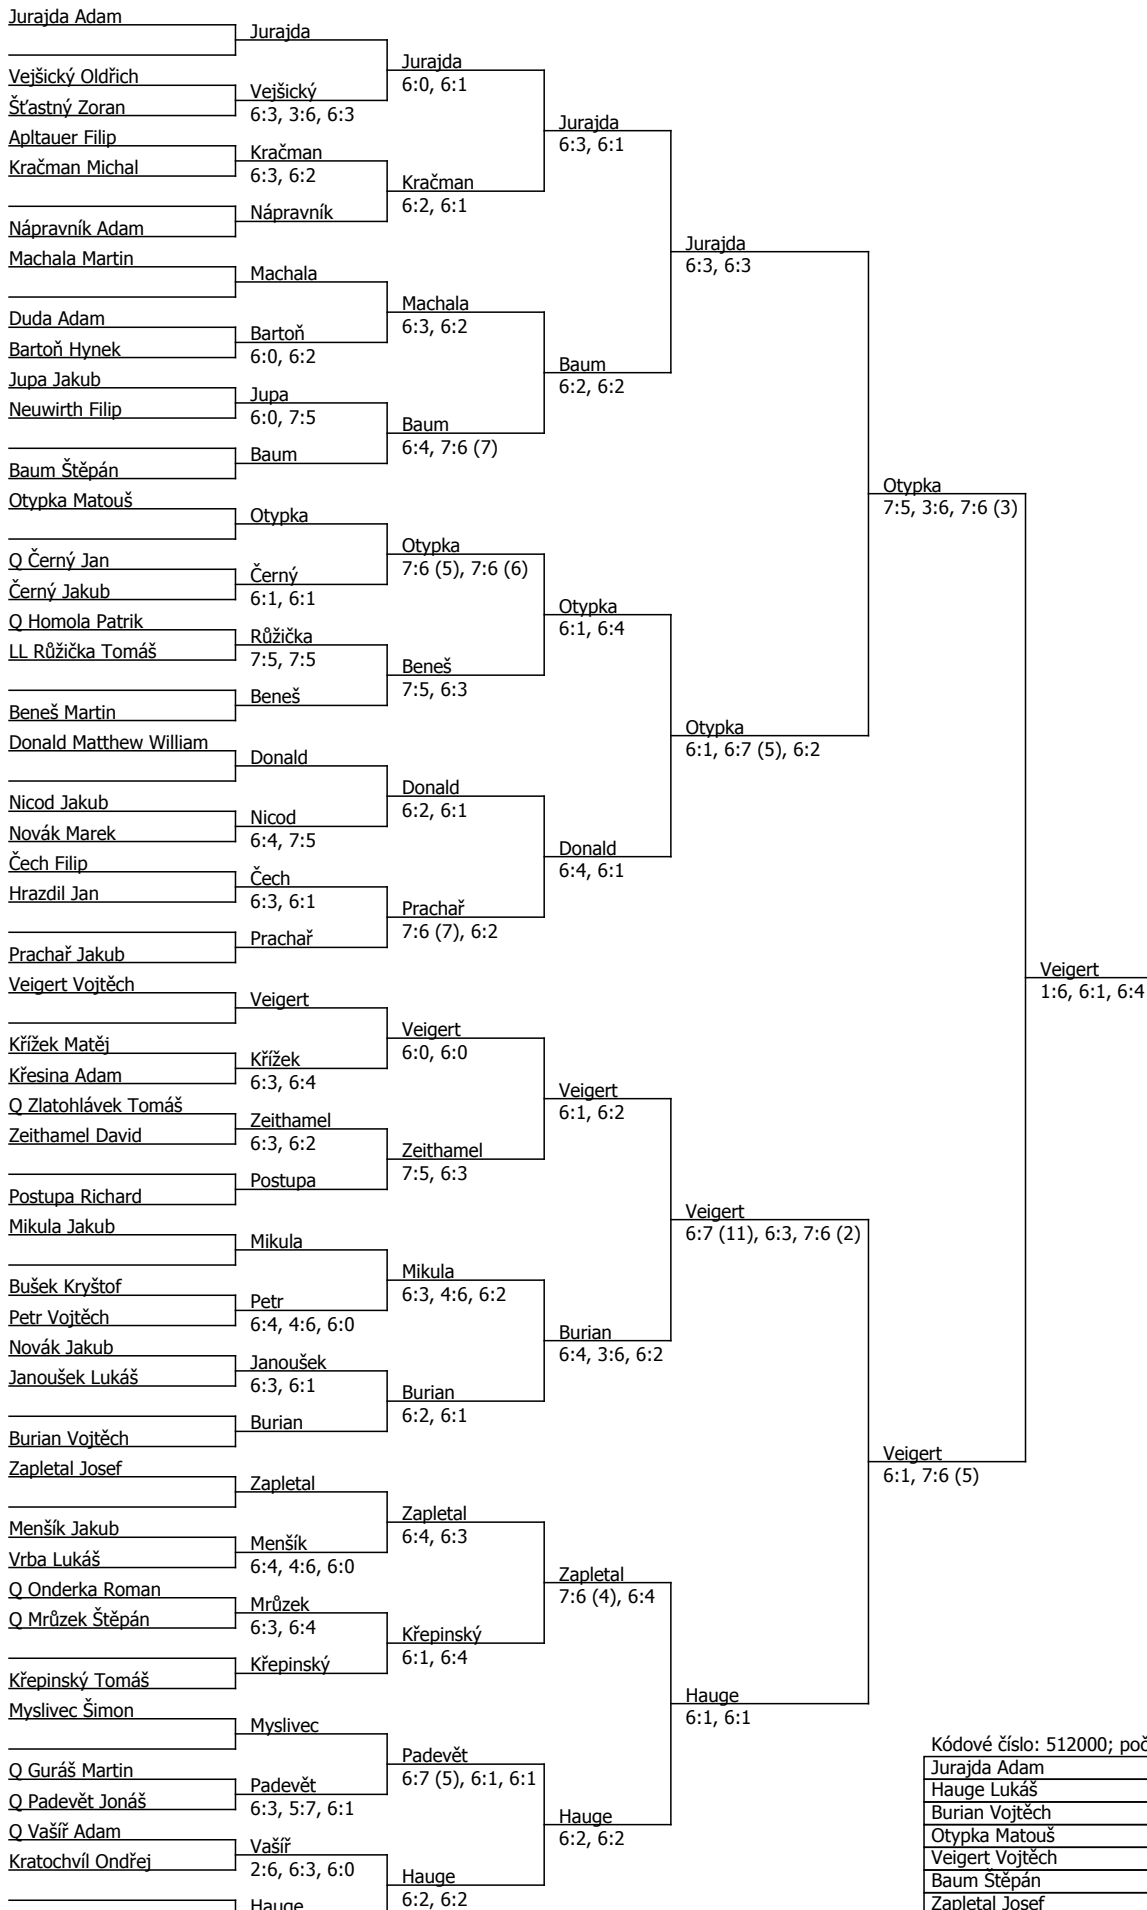 Jurajda Adam
Vejšický Oldřich
Šťastný Zoran
Apltauer Filip
Kračman Michal
Nápravník Adam
Machala Martin
Duda Adam
Bartoň Hynek
Jupa Jakub
Neuwirth Filip
Baum Štěpán
Otypka Matouš
Q Černý Jan
Černý Jakub
Q Homola Patrik
LL Růžička Tomáš
Beneš Martin
Donald Matthew William
Nicod Jakub
Novák Marek
Čech Filip
Hrazdil Jan
Prachař Jakub
Veigert Vojtěch
Křížek Matěj
Křesina Adam
Q Zlatohlávek Tomáš
Zeithamel David
Postupa Richard
Mikula Jakub
Bušek Kryštof
Petr Vojtěch
Novák Jakub
Janoušek Lukáš
Burian Vojtěch
Zapletal Josef
Menšík Jakub
Vrba Lukáš
Q Onderka Roman
Q Mrůzek Štěpán
Křepinský Tomáš
Myslivec Šimon
Q Guráš Martin
Q Padevět Jonáš
Q Vašíř Adam
Kratochvíl Ondřej
Jurajda
Vejšický
6:3, 3:6, 6:3
Kračman
6:3, 6:2
Nápravník
Machala
Bartoň
6:0, 6:2
Jupa
6:0, 7:5
Baum
Otypka
Černý
6:1, 6:1
Růžička
7:5, 7:5
Beneš
Donald
Nicod
6:4, 7:5
Čech
6:3, 6:1
Prachař
Veigert
Křížek
6:3, 6:4
Zeithamel
6:3, 6:2
Postupa
Mikula
Petr
6:4, 4:6, 6:0
Janoušek
6:3, 6:1
Burian
Zapletal
Menšík
6:4, 4:6, 6:0
Mrůzek
6:3, 6:4
Křepinský
Myslivec
Padevět
6:3, 5:7, 6:1
Vašíř
2:6, 6:3, 6:0
Hauge
Jurajda
6:0, 6:1
Kračman
6:2, 6:1
Machala
6:3, 6:2
Baum
6:4, 7:6 (7)
Otypka
7:6 (5), 7:6 (6)
Beneš
7:5, 6:3
Donald
6:2, 6:1
Prachař
7:6 (7), 6:2
Veigert
6:0, 6:0
Zeithamel
7:5, 6:3
Mikula
6:3, 4:6, 6:2
Burian
6:2, 6:1
Zapletal
6:4, 6:3
Křepinský
6:1, 6:4
Padevět
6:7 (5), 6:1, 6:1
Hauge
6:2, 6:2
Jurajda
6:3, 6:1
Baum
6:2, 6:2
Otypka
6:1, 6:4
Donald
6:4, 6:1
Veigert
6:1, 6:2
Burian
6:4, 3:6, 6:2
Zapletal
7:6 (4), 6:4
Hauge
6:2, 6:2
Jurajda
6:3, 6:3
Otypka
6:1, 6:7 (5), 6:2
Veigert
6:7 (11), 6:3, 7:6 (2)
Hauge
6:1, 6:1
Otypka
7:5, 3:6, 7:6 (3)
Veigert
6:1, 7:6 (5)
Veigert
1:6, 6:1, 6:4
Kódové číslo: 512000; poč
Jurajda Adam
Hauge Lukáš
Burian Vojtěch
Otypka Matouš
Veigert Vojtěch
Baum Štěpán
Zapletal Josef